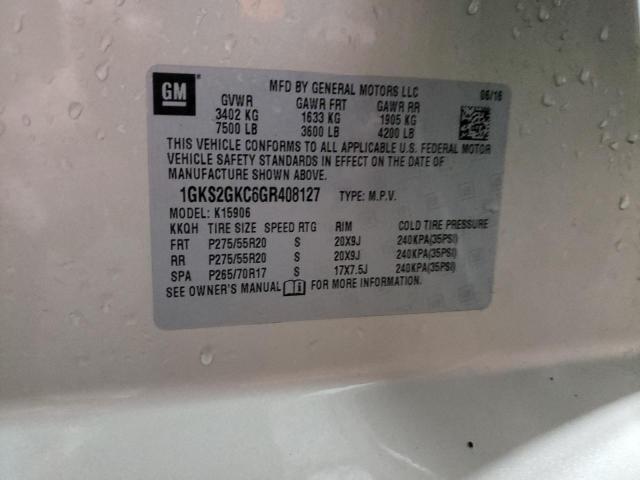 GM
MFD BY GENERAL MOTORS LLC
06/16
GVWR GAWR FRT GAWR RR
3402 KG 1633 KG 1905 KG
7500 LB 3600 LB 4200 LB
THIS VEHICLE CONFORMS TO ALL APPLICABLE U.S. FEDERAL MOTOR
VEHICLE SAFETY STANDARDS IN EFFECT ON THE DATE OF
MANUFACTURE SHOWN ABOVE.
1GKS2GKC6GR408127 TYPE: M.P.V.
MODEL: K15906
KKQH TIRE SIZE SPEED RTG RIM COLD TIRE PRESSURE
FRT P275/55R20 S 20X9J 240KPA(35PSI)
RR P275/55R20 S 20X9J 240KPA(35PSI)
SPA P265/70R17 S 17X7.5J 240KPA(35PSI)
SEE OWNER'S MANUAL FOR MORE INFORMATION.